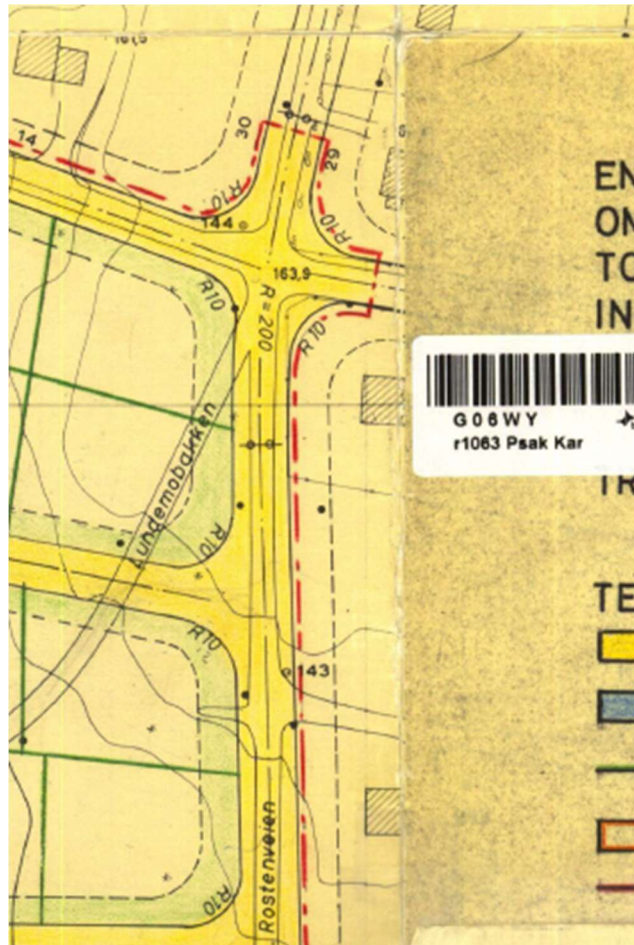 161,5
14
30
29
R10
R10
144
163,9
R10
R=200
R10
Lundemobakken
R10
R10
143
Rostenveien
R10
EN
OM
TO
IN
G06WY
r1063 Psak Kar
TR
TE